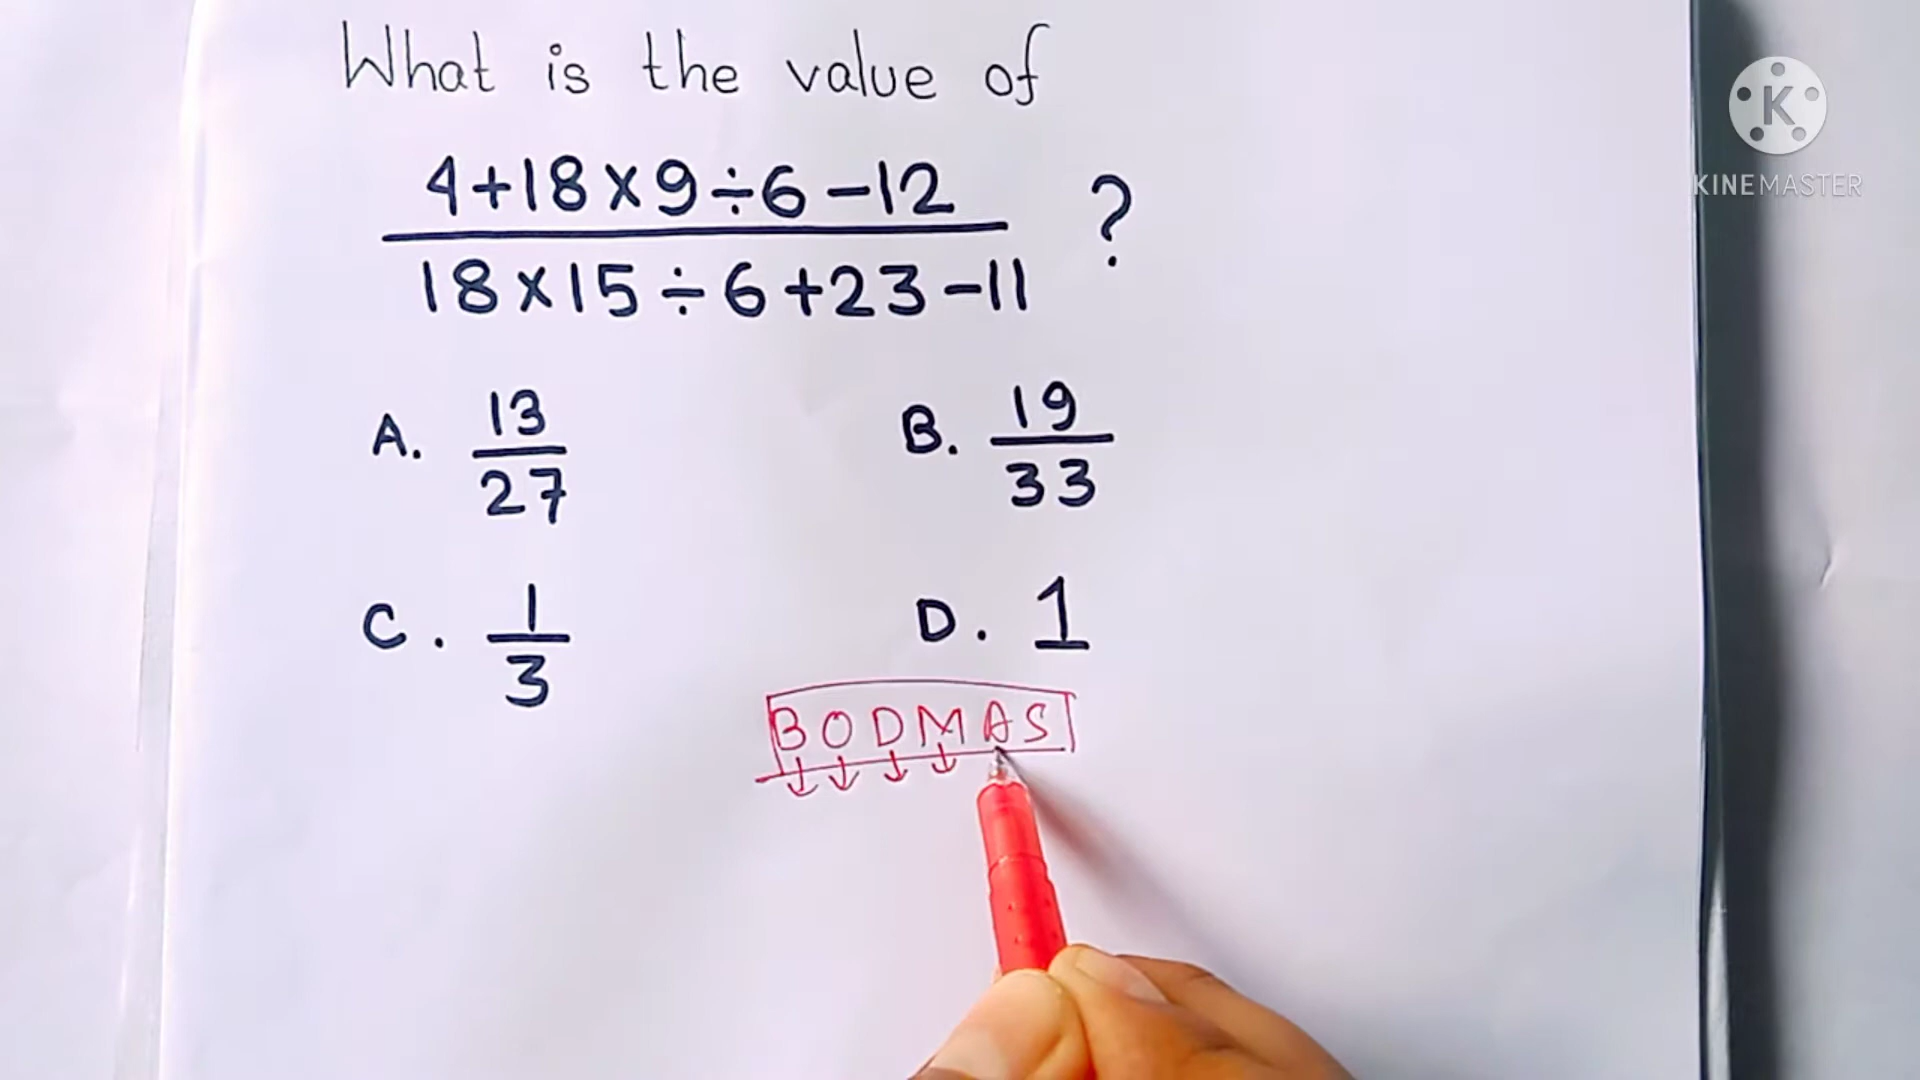 What is the value of
4+18×9÷6-12
18×15÷6+23-11
?
A. 13/27
B. 19/33
C. 1/3
D. 1
BODMAS
K
KINEMASTER